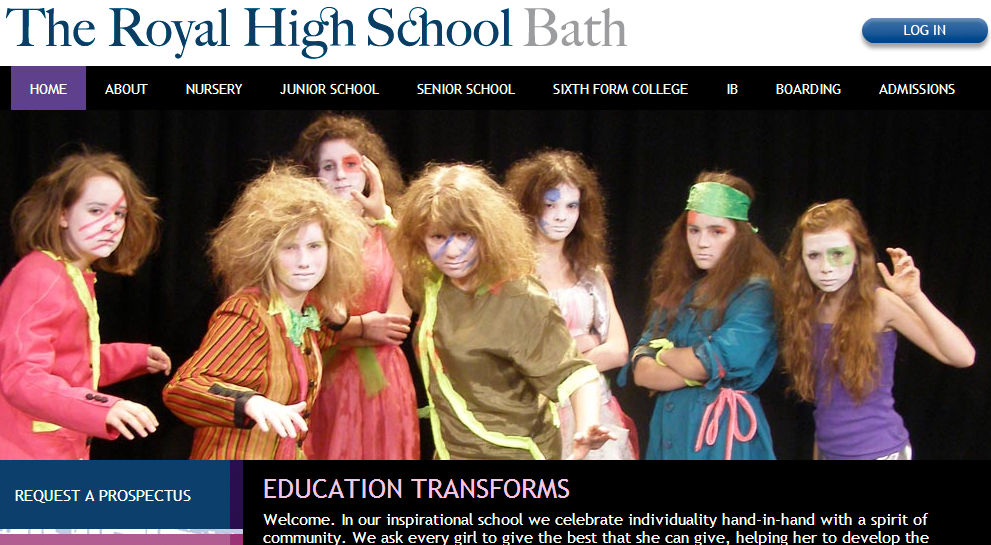 The Royal High School Bath
LOG IN
HOME ABOUT NURSERY JUNIOR SCHOOL SENIOR SCHOOL SIXTH FORM COLLEGE IB BOARDING ADMISSIONS
REQUEST A PROSPECTUS
EDUCATION TRANSFORMS
Welcome. In our inspirational school we celebrate individuality hand-in-hand with a spirit of
community. We ask every girl to give the best that she can give, helping her to develop the